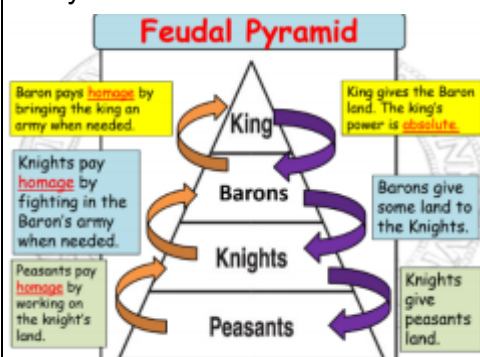 Feudal Pyramid
Baron pays homage by
bringing the king an
army when needed.
King gives the Baron
land. The king's
power is absolute.
King
Knights pay
homage by
fighting in the
Baron's army
when needed.
Barons
Barons give
some land to
the Knights.
Knights
Peasants pay
homage by
working on
the knight's
land.
Knights
give
peasants
land.
Peasants